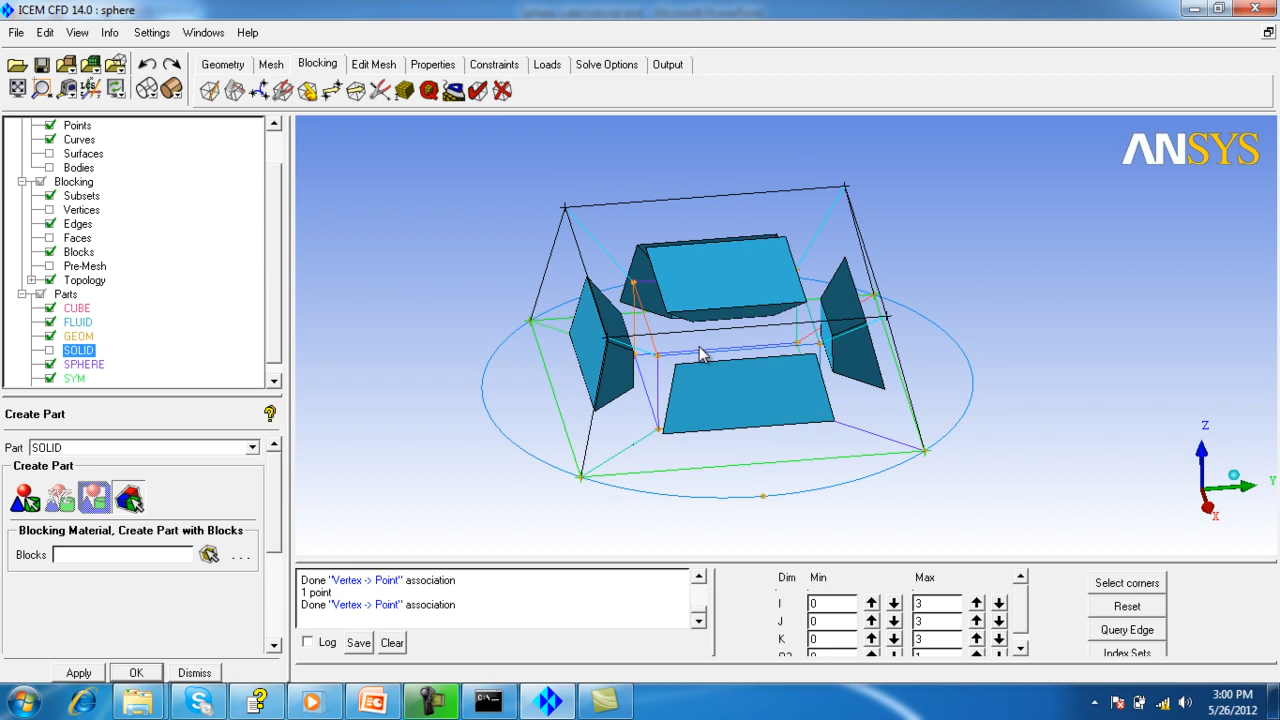 ICEM CFD 14.0 : sphere
File Edit View Info Settings Windows Help
Geometry Mesh Blocking Edit Mesh Properties Constraints Loads Solve Options Output
LCS
Points
Curves
Surfaces
Bodies
Blocking
Subsets
Vertices
Edges
Faces
Blocks
Pre-Mesh
Topology
Parts
CUBE
FLUID
GEOM
SOLID
SPHERE
SYM
Create Part
Part SOLID
Create Part
Blocking Material, Create Part with Blocks
Blocks ...
Apply OK Dismiss
ANSYS
Z
Y
X
Done "Vertex -> Point" association
1 point
Done "Vertex -> Point" association
Log Save Clear
Dim Min Max
I 0 3
J 0 3
K 0 3
Select corners
Reset
Query Edge
Index Sets
3:00 PM
5/26/2012